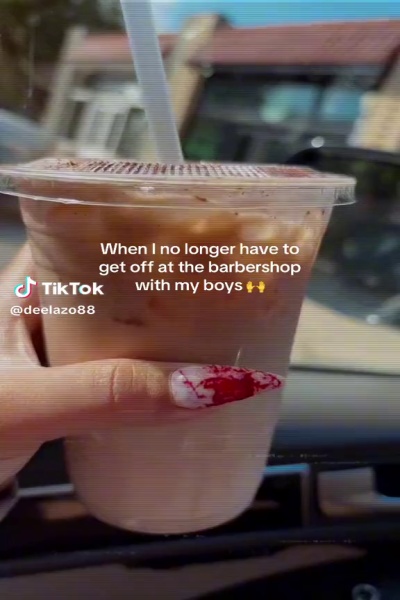 When I no longer have to
get off at the barbershop
with my boys 🙌
TikTok
@deelazo88